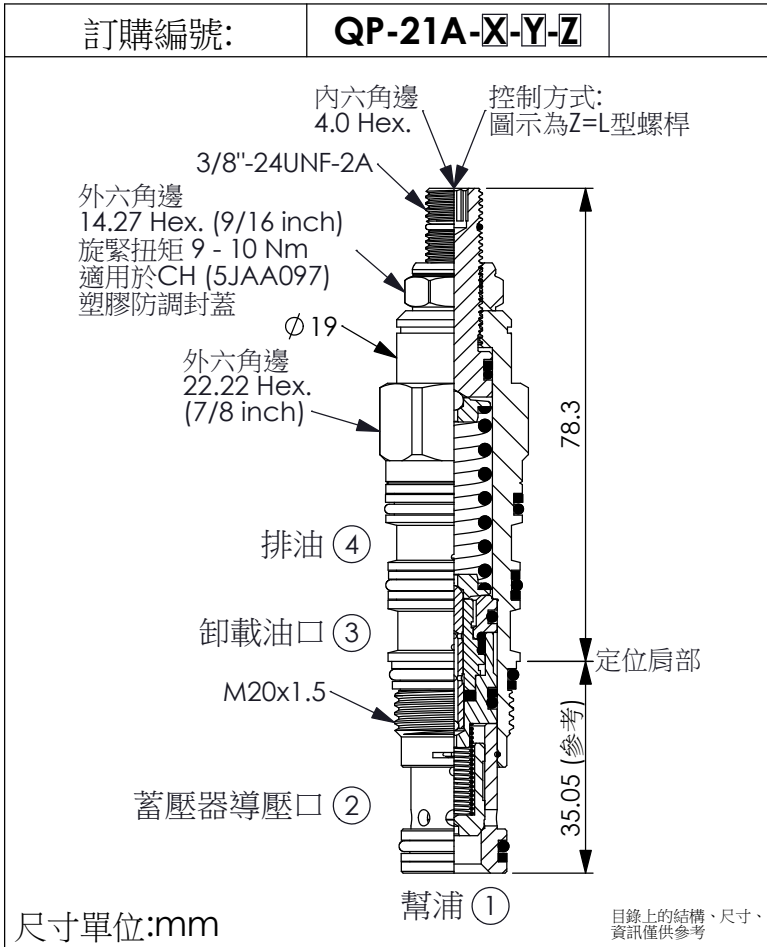 訂購編號:
QP-21A-X-Y-Z
內六角邊
4.0 Hex.
控制方式:
圖示為Z=L型螺桿
3/8"-24UNF-2A
外六角邊
14.27 Hex. (9/16 inch)
旋緊扭矩 9 - 10 Nm
適用於CH (5JAA097)
塑膠防調封蓋
∅ 19
外六角邊
22.22 Hex.
(7/8 inch)
78.3
排油 ④
卸載油口 ③
定位肩部
M20x1.5
35.05 (參考)
蓄壓器導壓口 ②
幫浦 ①
尺寸單位:mm
目錄上的結構、尺寸、
資訊僅供參考